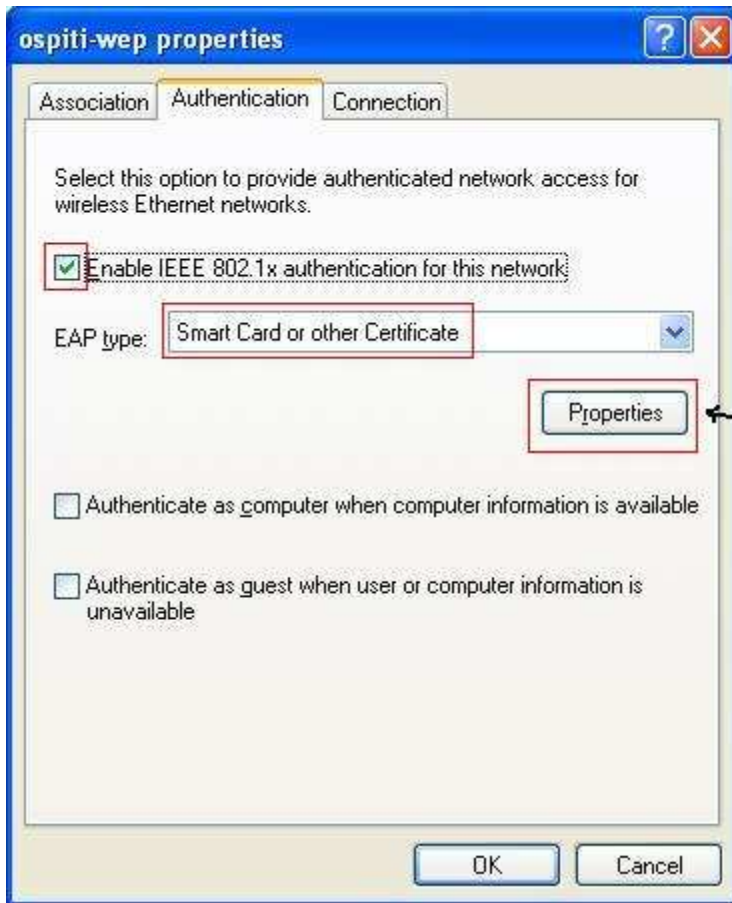 ospiti-wep properties
Association Authentication Connection
Select this option to provide authenticated network access for
wireless Ethernet networks.
Enable IEEE 802.1x authentication for this network
EAP type: Smart Card or other Certificate
Properties
Authenticate as computer when computer information is available
Authenticate as guest when user or computer information is
unavailable
OK Cancel